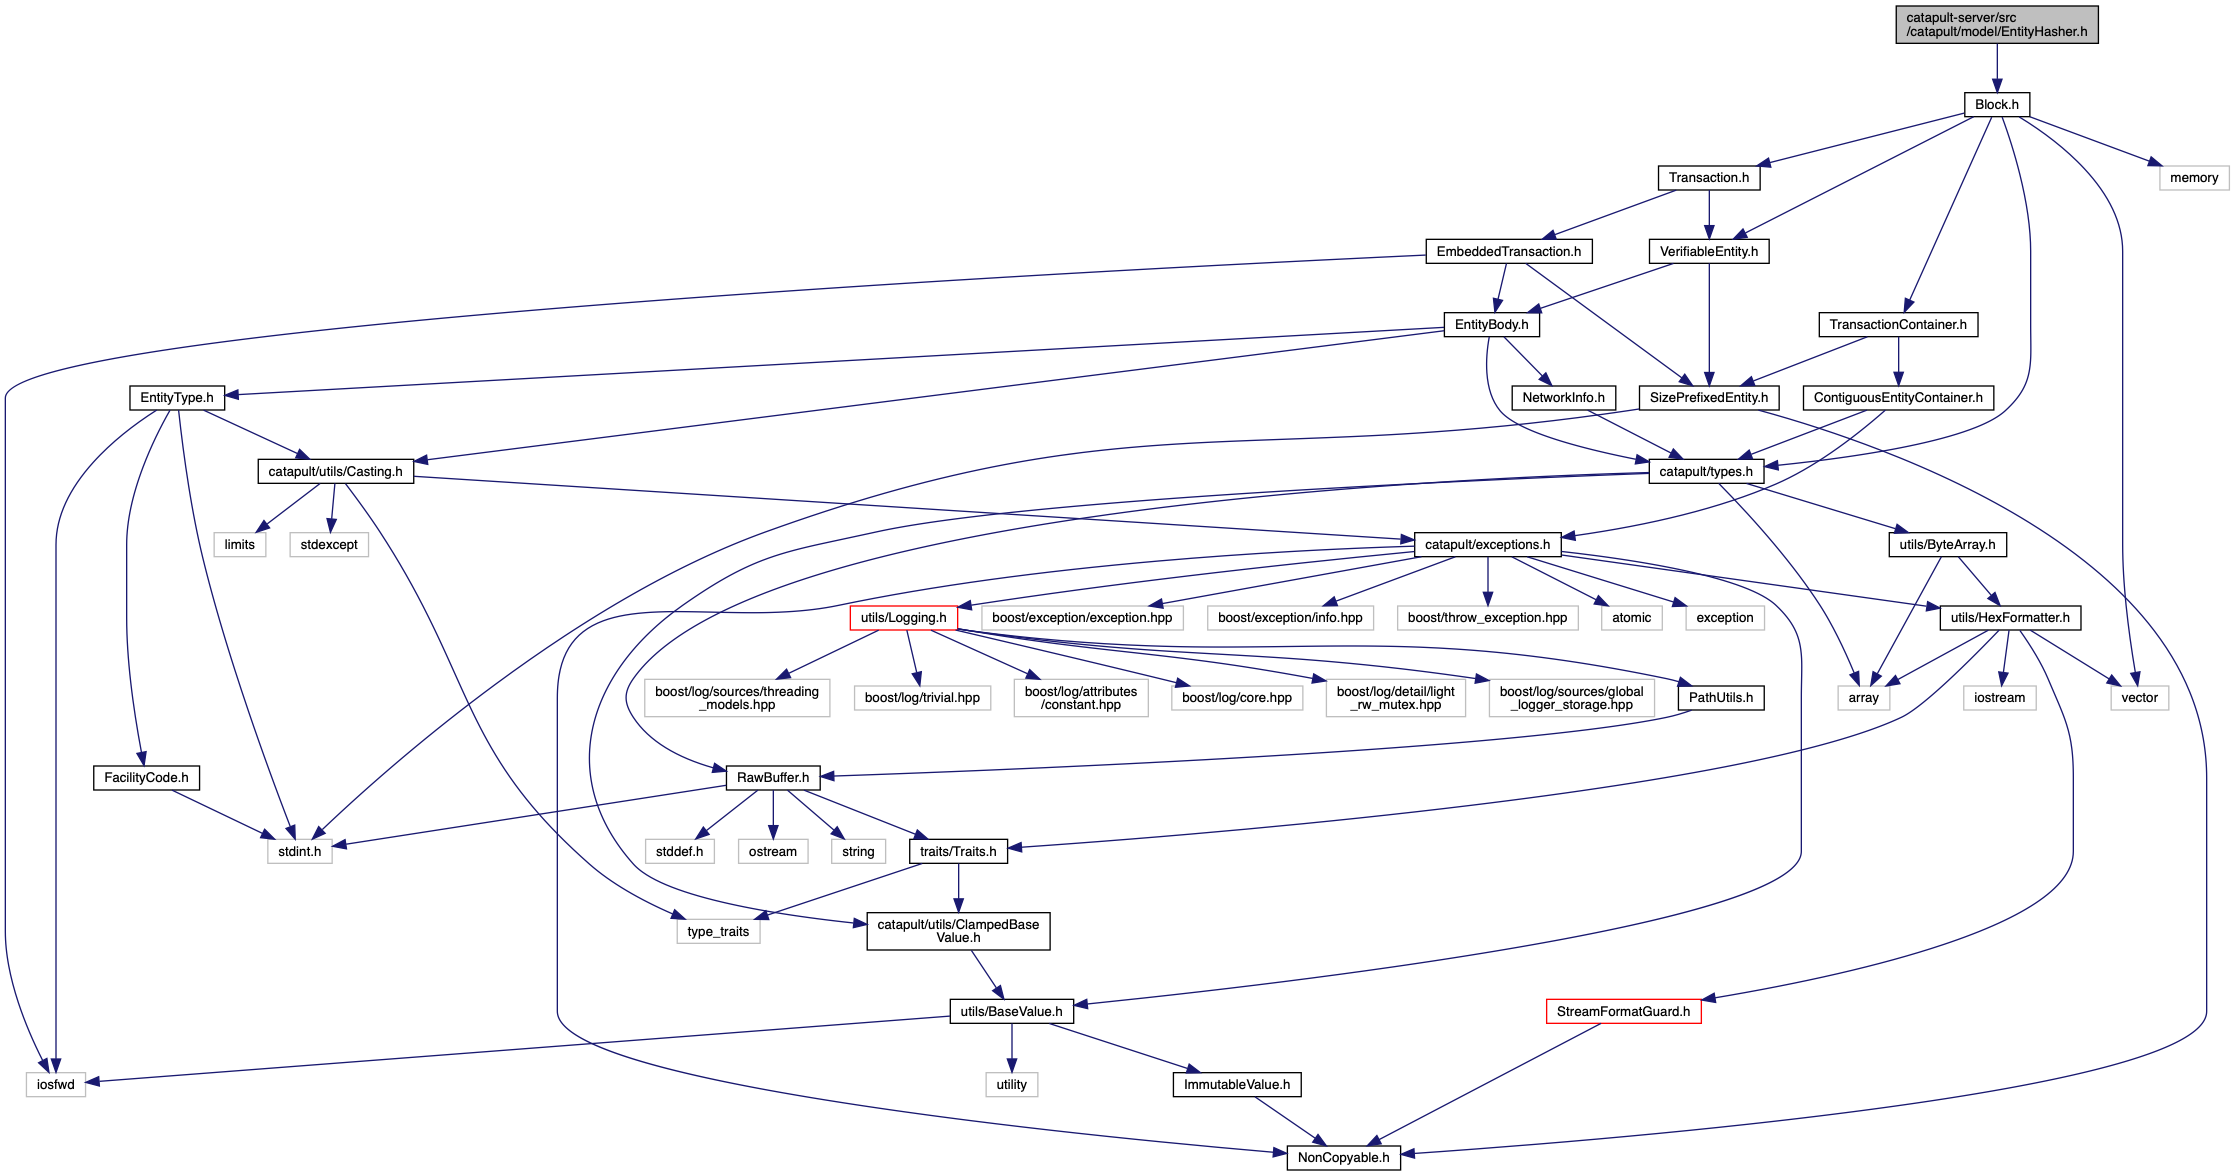 catapult-server/src
/catapult/model/EntityHasher.h
Block.h
Transaction.h
memory
EmbeddedTransaction.h
VerifiableEntity.h
EntityBody.h
TransactionContainer.h
EntityType.h
NetworkInfo.h
SizePrefixedEntity.h
ContiguousEntityContainer.h
catapult/utils/Casting.h
catapult/types.h
limits
stdexcept
catapult/exceptions.h
utils/ByteArray.h
utils/Logging.h
boost/exception/exception.hpp
boost/exception/info.hpp
boost/throw_exception.hpp
atomic
exception
utils/HexFormatter.h
boost/log/sources/threading
_models.hpp
boost/log/trivial.hpp
boost/log/attributes
/constant.hpp
boost/log/core.hpp
boost/log/detail/light
_rw_mutex.hpp
boost/log/sources/global
_logger_storage.hpp
PathUtils.h
array
iostream
vector
FacilityCode.h
RawBuffer.h
stdint.h
stddef.h
ostream
string
traits/Traits.h
type_traits
catapult/utils/ClampedBase
Value.h
utils/BaseValue.h
StreamFormatGuard.h
iosfwd
utility
ImmutableValue.h
NonCopyable.h